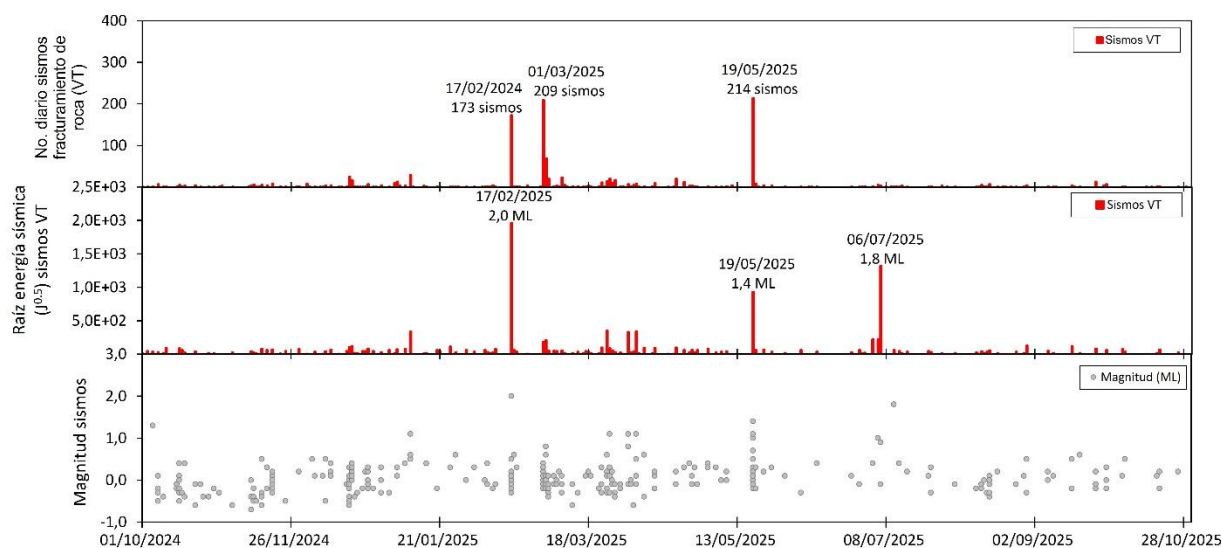 No. diario sismos
fracturamiento de
roca (VT)
400
300
200
100
Sismos VT
17/02/2024
173 sismos
01/03/2025
209 sismos
19/05/2025
214 sismos
Raíz energía sísmica
(J⁰·⁵) sismos VT
2,5E+03
2,0E+03
1,5E+03
1,0E+03
5,0E+02
Sismos VT
17/02/2025
2,0 ML
19/05/2025
1,4 ML
06/07/2025
1,8 ML
Magnitud sismos
3,0
2,0
1,0
0,0
-1,0
Magnitud (ML)
01/10/2024 26/11/2024 21/01/2025 18/03/2025 13/05/2025 08/07/2025 02/09/2025 28/10/2025